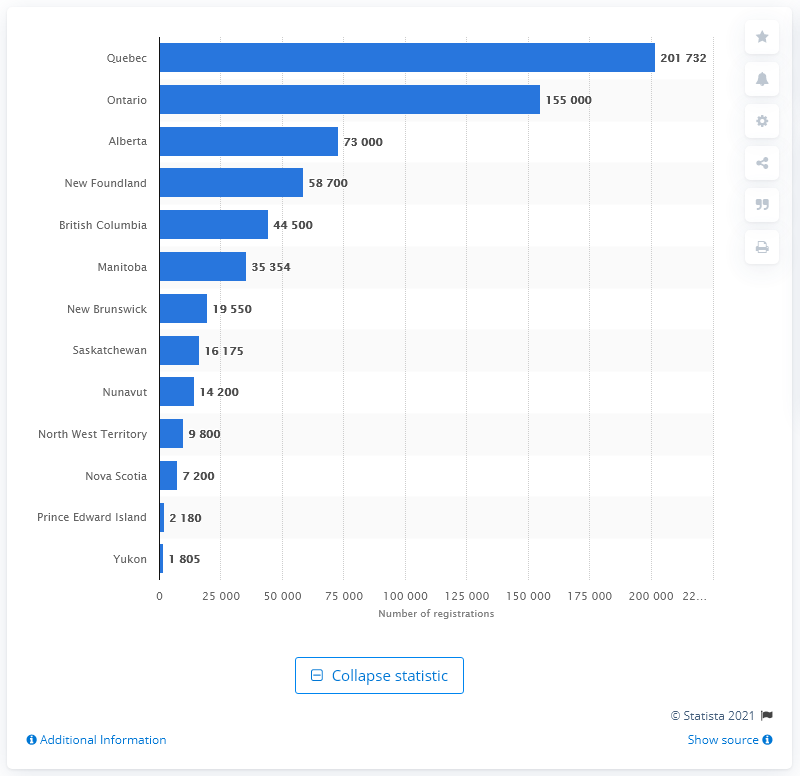 Quebec 201 732
Ontario 155 000
Alberta 73 000
New Foundland 58 700
British Columbia 44 500
Manitoba 35 354
New Brunswick 19 550
Saskatchewan 16 175
Nunavut 14 200
North West Territory 9 800
Nova Scotia 7 200
Prince Edward Island 2 180
Yukon 1 805
0 25 000 50 000 75 000 100 000 125 000 150 000 175 000 200 000 22...
Number of registrations
Collapse statistic
© Statista 2021
Additional Information Show source